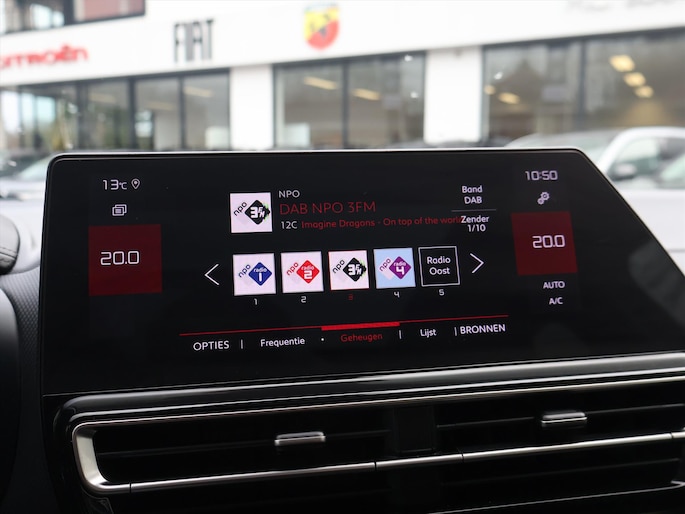 CITROËN
FIAT
13°C
10:50
NPO
DAB NPO 3FM
12C Imagine Dragons - On top of the world
Band
DAB
Zender
1/10
20.0
20.0
npo 3FM
npo radio 1
npo radio 2
npo 3FM
npo radio 4
Radio
Oost
1
2
3
4
5
AUTO
A/C
OPTIES | Frequentie • Geheugen | Lijst | BRONNEN